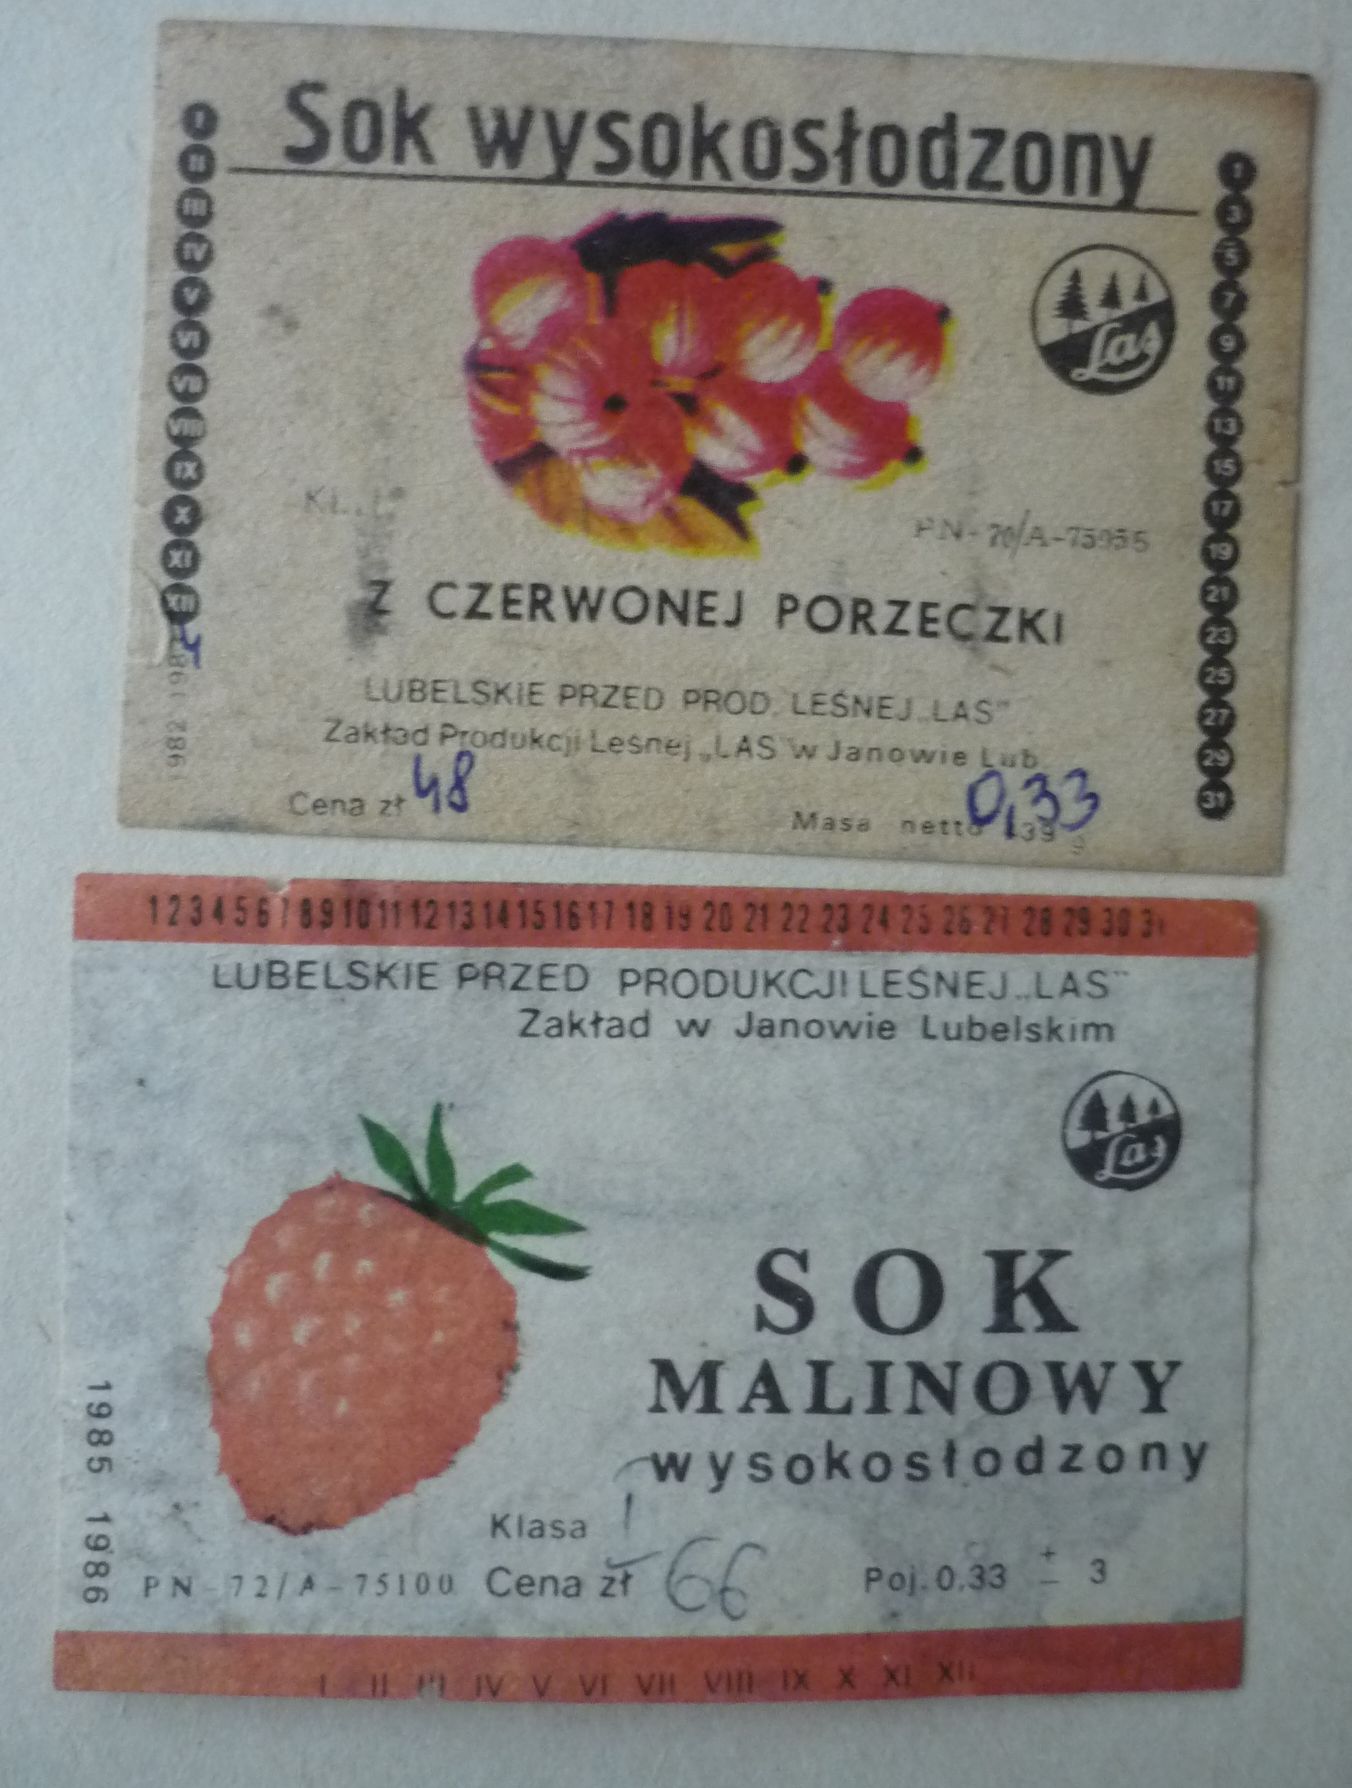 Sok wysokosłodzony
I
II
III
IV
V
VI
VII
VIII
IX
X
XI
XII
1982
1
3
5
7
9
11
13
15
17
19
21
23
25
27
29
31
Las
PN-70/A-75955
Z CZERWONEJ PORZECZKI
LUBELSKIE PRZED PROD. LEŚNEJ „LAS"
Zakład Produkcji Leśnej „LAS" w Janowie Lub.
Cena zł 48 Masa netto 0,33
1 2 3 4 5 6 7 8 9 10 11 12 13 14 15 16 17 18 19 20 21 22 23 24 25 26 27 28 29 30 31
LUBELSKIE PRZED PRODUKCJI LEŚNEJ „LAS"
Zakład w Janowie Lubelskim
Las
SOK
MALINOWY
wysokosłodzony
Klasa I
PN-72/A-75100 Cena zł 66 Poj. 0,33 ± 3
1985 1986
I II III IV V VI VII VIII IX X XI XII